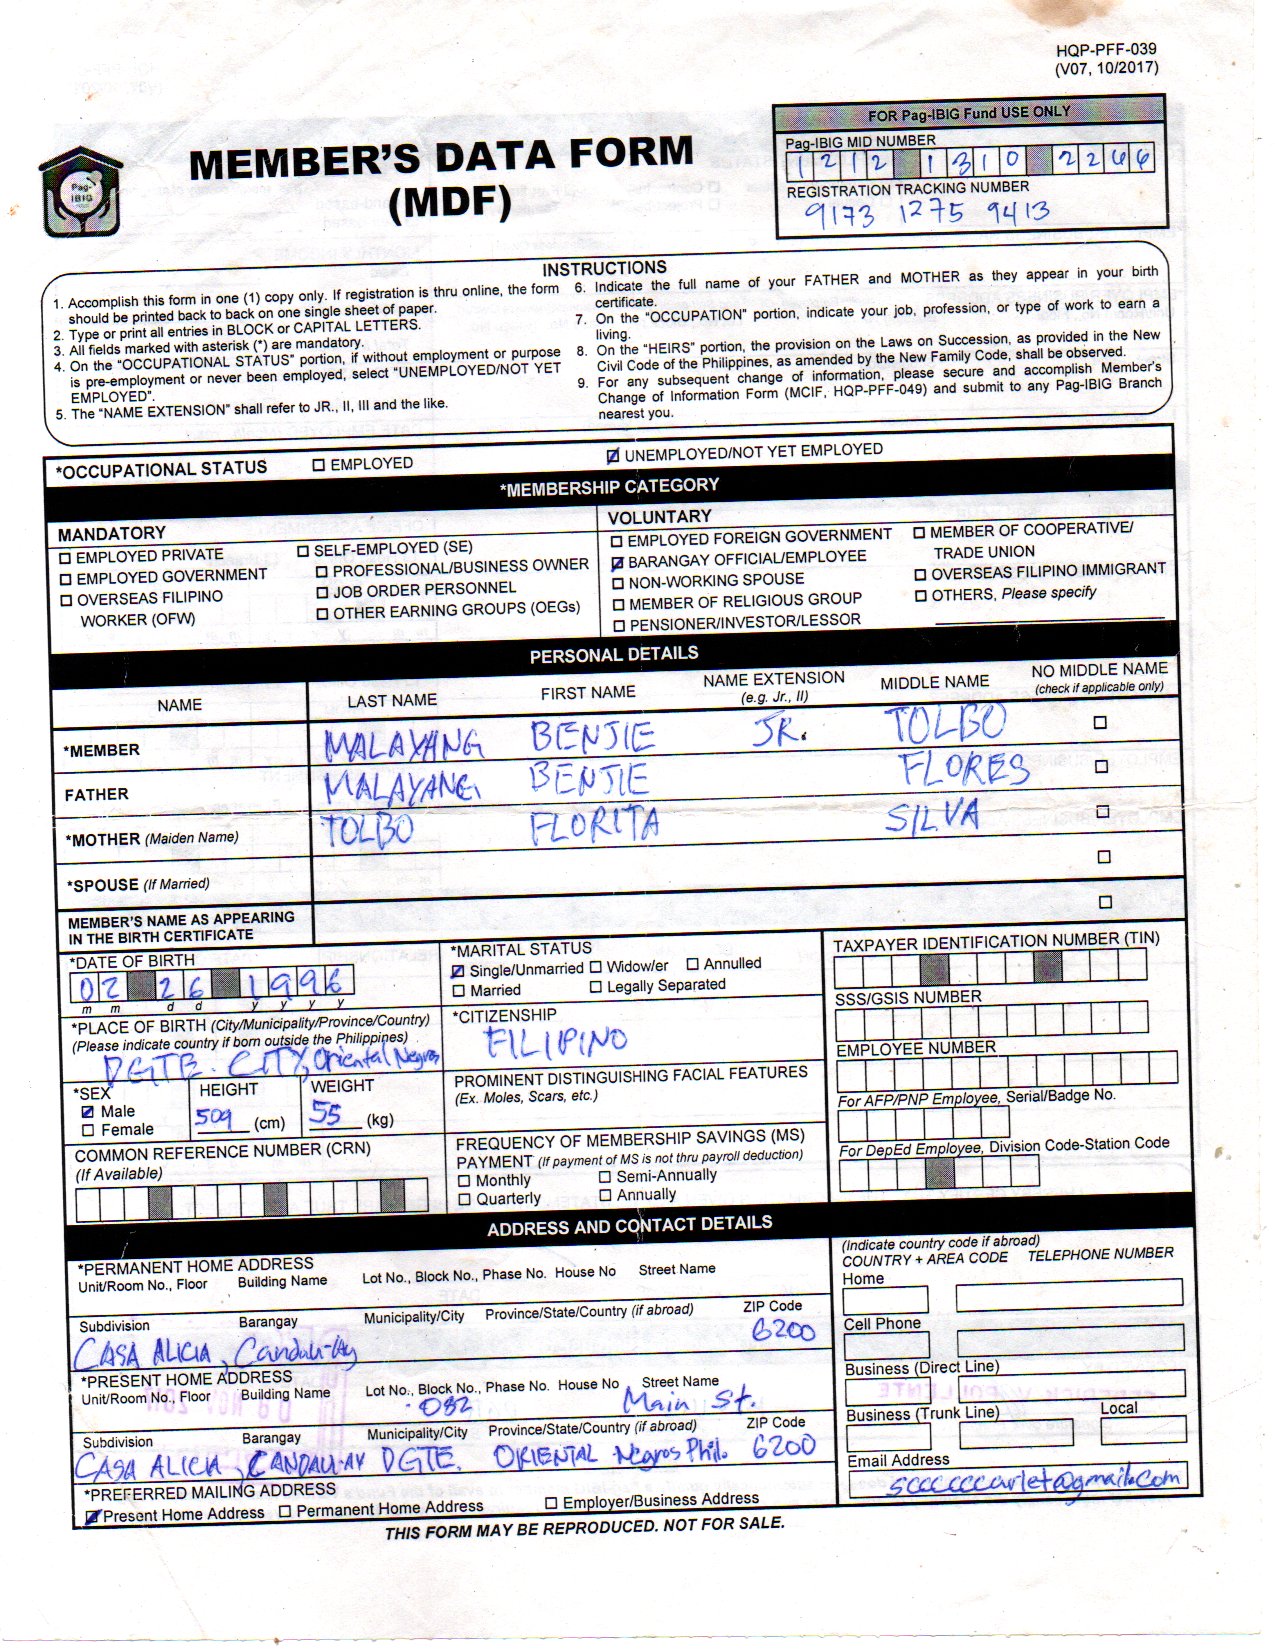 HQP-PFF-039
(V07, 10/2017)
FOR Pag-IBIG Fund USE ONLY
Pag-IBIG MID NUMBER
1212 1310 2266
REGISTRATION TRACKING NUMBER
9173 1275 9413
Pag-IBIG
MEMBER'S DATA FORM
(MDF)
INSTRUCTIONS
1. Accomplish this form in one (1) copy only. If registration is thru online, the form
should be printed back to back on one single sheet of paper.
2. Type or print all entries in BLOCK or CAPITAL LETTERS.
3. All fields marked with asterisk (*) are mandatory.
4. On the "OCCUPATIONAL STATUS" portion, if without employment or purpose
is pre-employment or never been employed, select "UNEMPLOYED/NOT YET
EMPLOYED".
5. The "NAME EXTENSION" shall refer to JR., II, III and the like.
6. Indicate the full name of your FATHER and MOTHER as they appear in your birth
certificate.
7. On the "OCCUPATION" portion, indicate your job, profession, or type of work to earn a
living.
8. On the "HEIRS" portion, the provision on the Laws on Succession, as provided in the New
Civil Code of the Philippines, as amended by the New Family Code, shall be observed.
9. For any subsequent change of information, please secure and accomplish Member's
Change of Information Form (MCIF, HQP-PFF-049) and submit to any Pag-IBIG Branch
nearest you.
*OCCUPATIONAL STATUS EMPLOYED UNEMPLOYED/NOT YET EMPLOYED
*MEMBERSHIP CATEGORY
MANDATORY
EMPLOYED PRIVATE
EMPLOYED GOVERNMENT
OVERSEAS FILIPINO
WORKER (OFW)
SELF-EMPLOYED (SE)
PROFESSIONAL/BUSINESS OWNER
JOB ORDER PERSONNEL
OTHER EARNING GROUPS (OEGs)
VOLUNTARY
EMPLOYED FOREIGN GOVERNMENT
BARANGAY OFFICIAL/EMPLOYEE
NON-WORKING SPOUSE
MEMBER OF RELIGIOUS GROUP
PENSIONER/INVESTOR/LESSOR
MEMBER OF COOPERATIVE/
TRADE UNION
OVERSEAS FILIPINO IMMIGRANT
OTHERS, Please specify
PERSONAL DETAILS
NAME LAST NAME FIRST NAME NAME EXTENSION (e.g. Jr., II) MIDDLE NAME NO MIDDLE NAME (check if applicable only)
*MEMBER MALAYANG BENJIE JR. TOLBO
FATHER MALAYANG BENJIE FLORES
*MOTHER (Maiden Name) TOLBO FLORITA SILVA
*SPOUSE (If Married)
MEMBER'S NAME AS APPEARING
IN THE BIRTH CERTIFICATE
*DATE OF BIRTH
02 26 1996
m m d d y y y y
*PLACE OF BIRTH (City/Municipality/Province/Country)
(Please indicate country if born outside the Philippines)
DGTE. CITY, Oriental Negros
*SEX
Male
Female
HEIGHT
509 (cm)
WEIGHT
55 (kg)
COMMON REFERENCE NUMBER (CRN)
(If Available)
*MARITAL STATUS
Single/Unmarried Widow/er Annulled
Married Legally Separated
*CITIZENSHIP
FILIPINO
PROMINENT DISTINGUISHING FACIAL FEATURES
(Ex. Moles, Scars, etc.)
FREQUENCY OF MEMBERSHIP SAVINGS (MS)
PAYMENT (If payment of MS is not thru payroll deduction)
Monthly Semi-Annually
Quarterly Annually
TAXPAYER IDENTIFICATION NUMBER (TIN)
SSS/GSIS NUMBER
EMPLOYEE NUMBER
For AFP/PNP Employee, Serial/Badge No.
For DepEd Employee, Division Code-Station Code
ADDRESS AND CONTACT DETAILS
*PERMANENT HOME ADDRESS
Unit/Room No., Floor Building Name Lot No., Block No., Phase No. House No Street Name
Subdivision Barangay Municipality/City Province/State/Country (if abroad) ZIP Code
CASA ALICIA, Candau-ay 6200
*PRESENT HOME ADDRESS
Unit/Room No., Floor Building Name Lot No., Block No., Phase No. House No Street Name
032 Main St.
Subdivision Barangay Municipality/City Province/State/Country (if abroad) ZIP Code
CASA ALICIA, CANDAU-AY DGTE. ORIENTAL Negros Phil. 6200
*PREFERRED MAILING ADDRESS
Present Home Address Permanent Home Address Employer/Business Address
(Indicate country code if abroad)
COUNTRY + AREA CODE TELEPHONE NUMBER
Home
Cell Phone
Business (Direct Line)
Business (Trunk Line) Local
Email Address
sccccccarlet@gmail.com
THIS FORM MAY BE REPRODUCED. NOT FOR SALE.